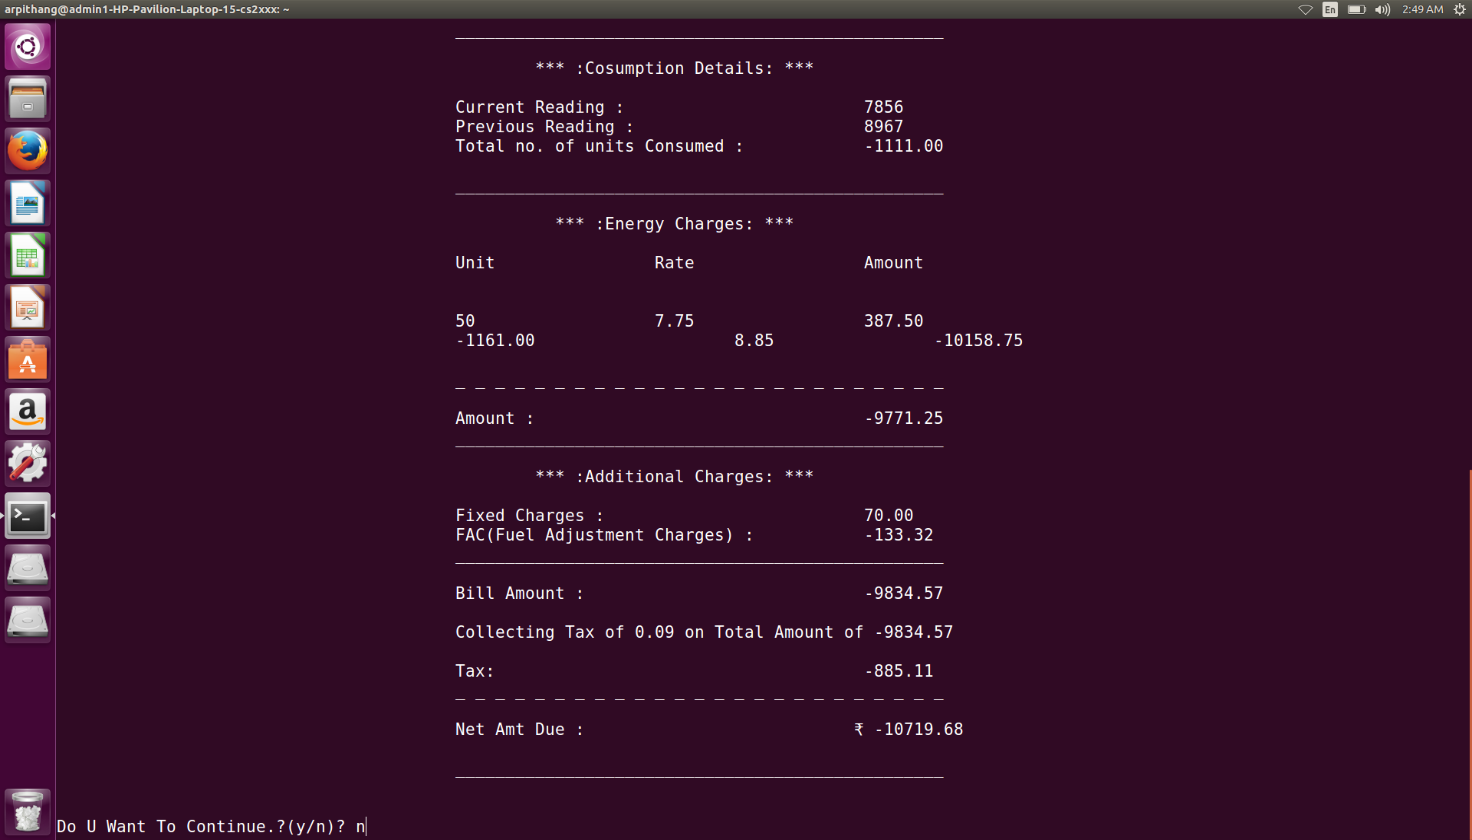 arpithang@admin1-HP-Pavilion-Laptop-15-cs2xxx: ~ En 2:49 AM
*** :Cosumption Details: ***
Current Reading : 7856
Previous Reading : 8967
Total no. of units Consumed : -1111.00
*** :Energy Charges: ***
Unit Rate Amount
50 7.75 387.50
-1161.00 8.85 -10158.75
Amount : -9771.25
*** :Additional Charges: ***
Fixed Charges : 70.00
FAC(Fuel Adjustment Charges) : -133.32
Bill Amount : -9834.57
Collecting Tax of 0.09 on Total Amount of -9834.57
Tax: -885.11
Net Amt Due : ₹ -10719.68
Do U Want To Continue.?(y/n)? n